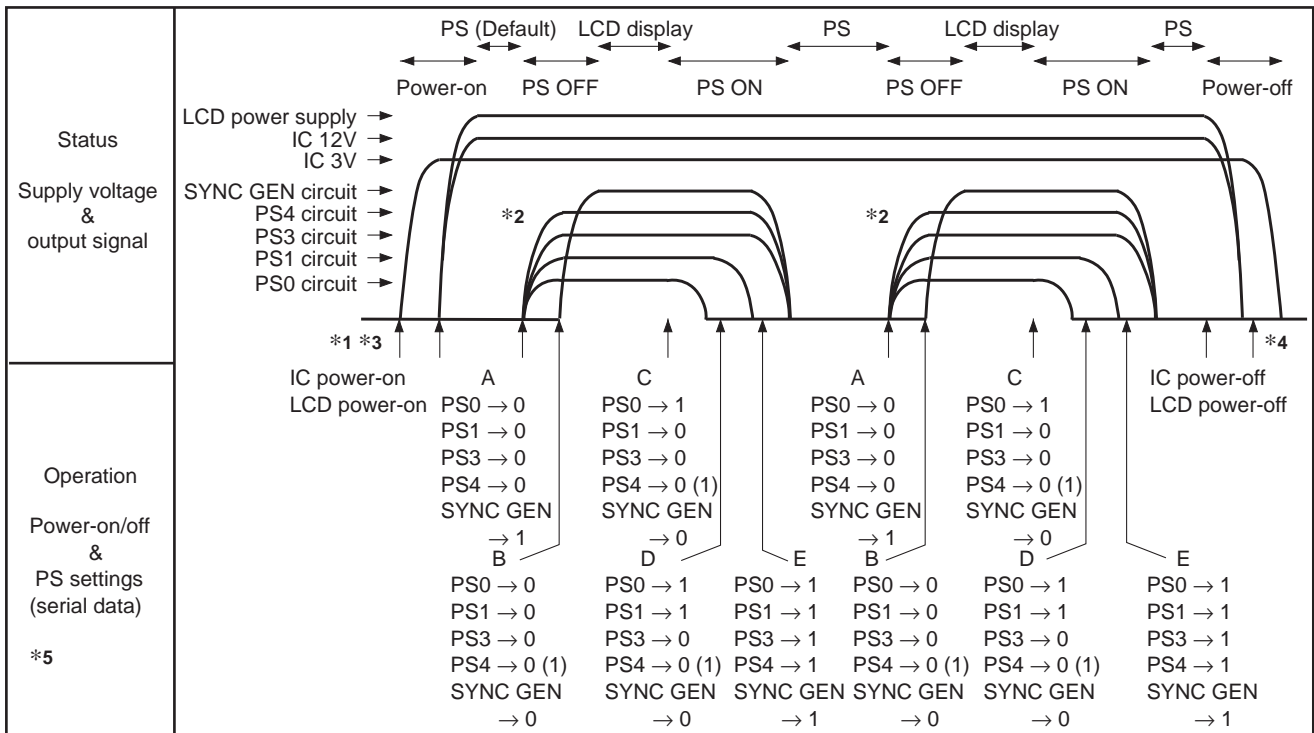 PS (Default) LCD display PS LCD display PS
Power-on PS OFF PS ON PS OFF PS ON Power-off
Status
Supply voltage
&
output signal
LCD power supply →
IC 12V →
IC 3V →
SYNC GEN circuit →
PS4 circuit →
PS3 circuit →
PS1 circuit →
PS0 circuit →
*2 *2
*1 *3 *4
Operation
Power-on/off
&
PS settings
(serial data)
*5
IC power-on A C A C IC power-off
LCD power-on PS0 → 0 PS0 → 1 PS0 → 0 PS0 → 1 LCD power-off
PS1 → 0 PS1 → 0 PS1 → 0 PS1 → 0
PS3 → 0 PS3 → 0 PS3 → 0 PS3 → 0
PS4 → 0 PS4 → 0 (1) PS4 → 0 PS4 → 0 (1)
SYNC GEN SYNC GEN SYNC GEN SYNC GEN
→ 1 → 0 → 1 → 0
B D E B D E
PS0 → 0 PS0 → 1 PS0 → 1 PS0 → 0 PS0 → 1 PS0 → 1
PS1 → 0 PS1 → 1 PS1 → 1 PS1 → 0 PS1 → 1 PS1 → 1
PS3 → 0 PS3 → 0 PS3 → 1 PS3 → 0 PS3 → 0 PS3 → 1
PS4 → 0 (1) PS4 → 0 (1) PS4 → 1 PS4 → 0 (1) PS4 → 0 (1) PS4 → 1
SYNC GEN SYNC GEN SYNC GEN SYNC GEN SYNC GEN SYNC GEN
→ 0 → 0 → 1 → 0 → 0 → 1